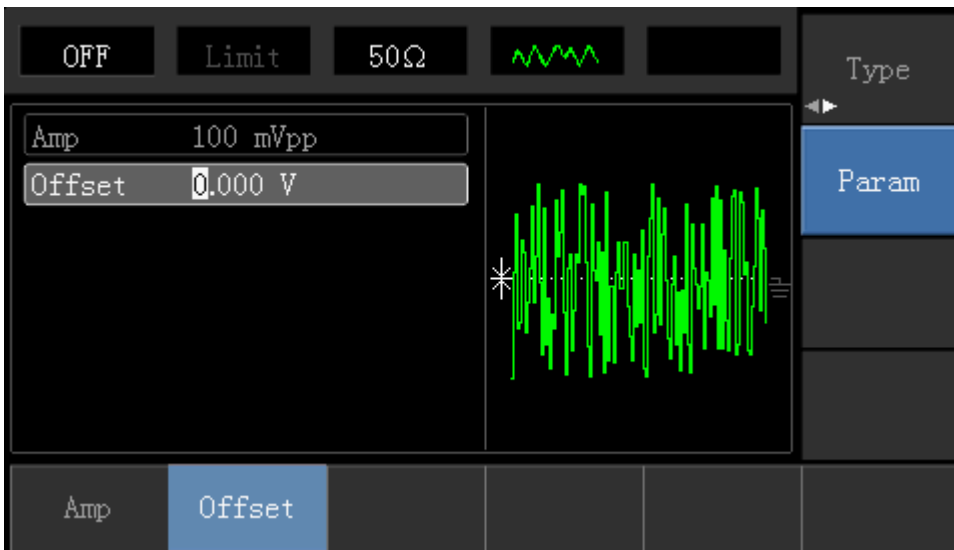 OFF Limit 50Ω
Type
Amp 100 mVpp
Offset 0.000 V
Param
Amp Offset